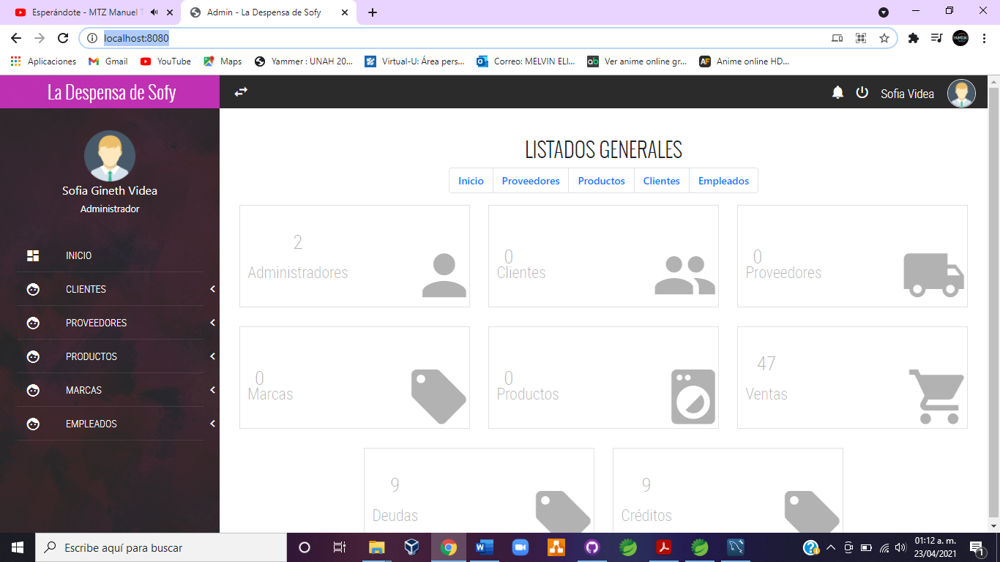 Esperándote - MTZ Manuel T
Admin - La Despensa de Sofy
localhost:8080
Aplicaciones
Gmail
YouTube
Maps
Yammer : UNAH 20...
Virtual-U: Área pers...
Correo: MELVIN ELI...
Ver anime online gr...
Anime online HD...
La Despensa de Sofy
Sofia Videa
Sofia Gineth Videa
Administrador
INICIO
CLIENTES
PROVEEDORES
PRODUCTOS
MARCAS
EMPLEADOS
LISTADOS GENERALES
Inicio Proveedores Productos Clientes Empleados
2
Administradores
0
Clientes
0
Proveedores
0
Marcas
0
Productos
47
Ventas
9
Deudas
9
Créditos
Escribe aquí para buscar
01:12 a. m.
23/04/2021
1